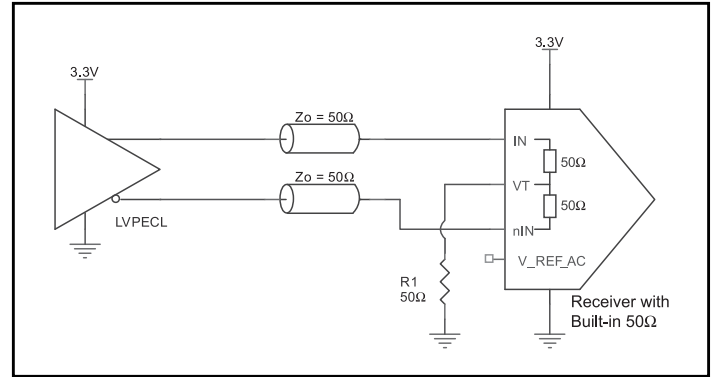 3.3V
3.3V
Zo = 50Ω
IN
50Ω
Zo = 50Ω
VT
50Ω
LVPECL
nIN
V_REF_AC
R1
50Ω
Receiver with
Built-in 50Ω